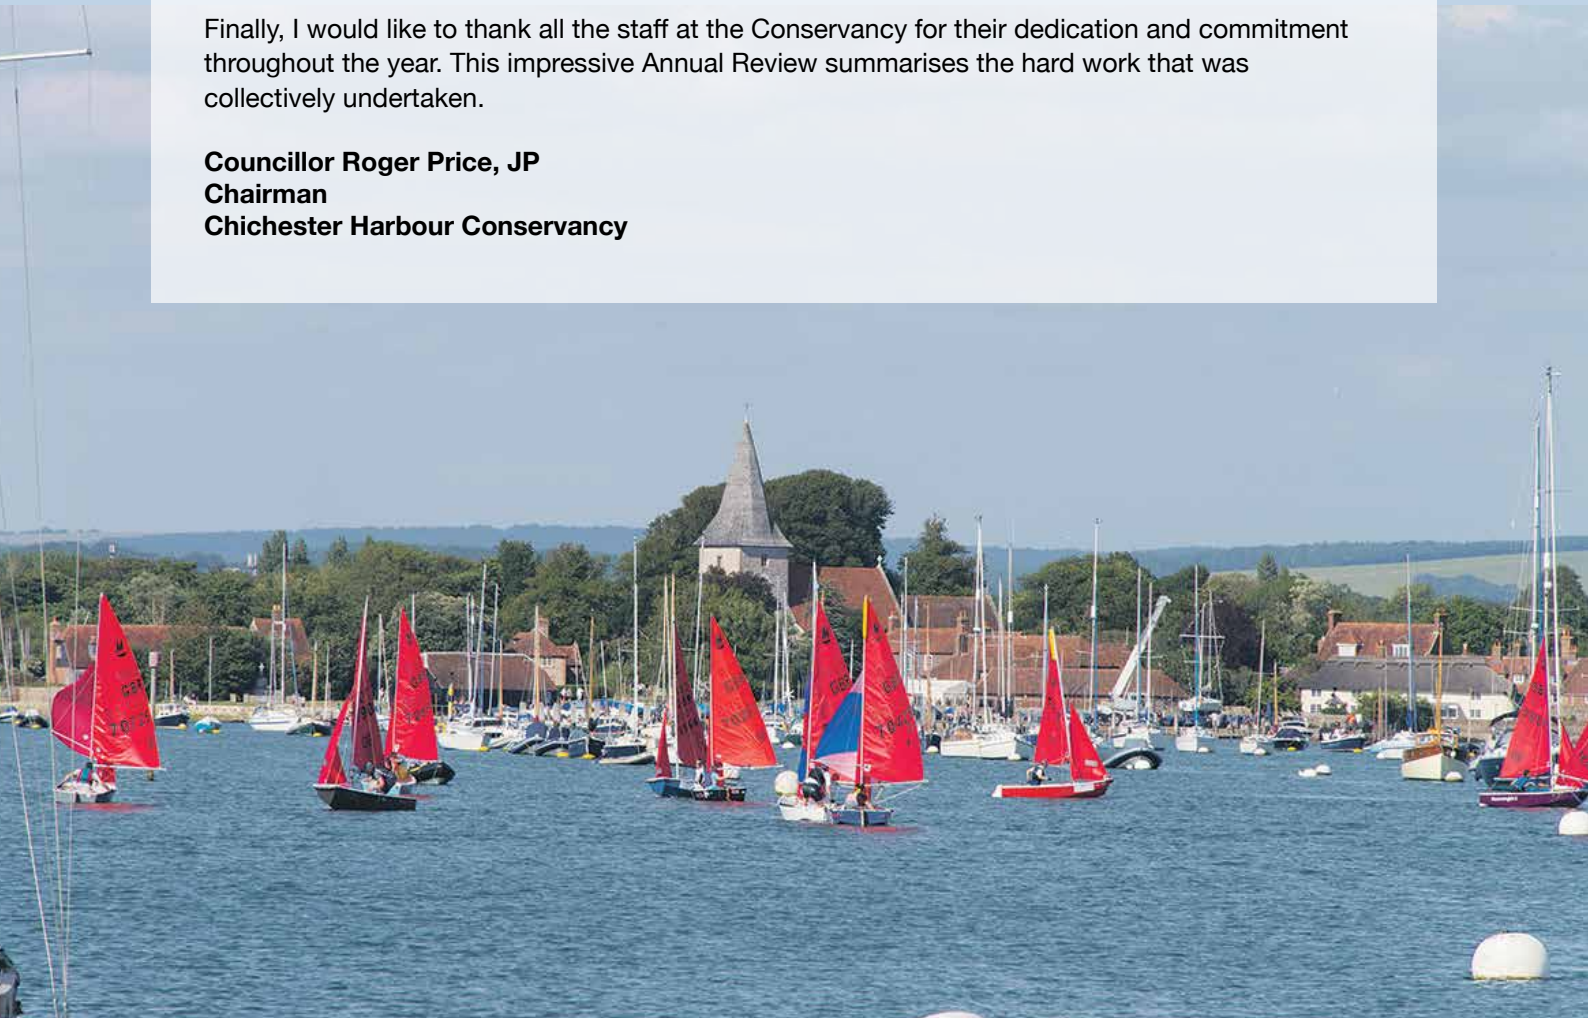 Finally, I would like to thank all the staff at the Conservancy for their dedication and commitment
throughout the year. This impressive Annual Review summarises the hard work that was
collectively undertaken.
Councillor Roger Price, JP
Chairman
Chichester Harbour Conservancy